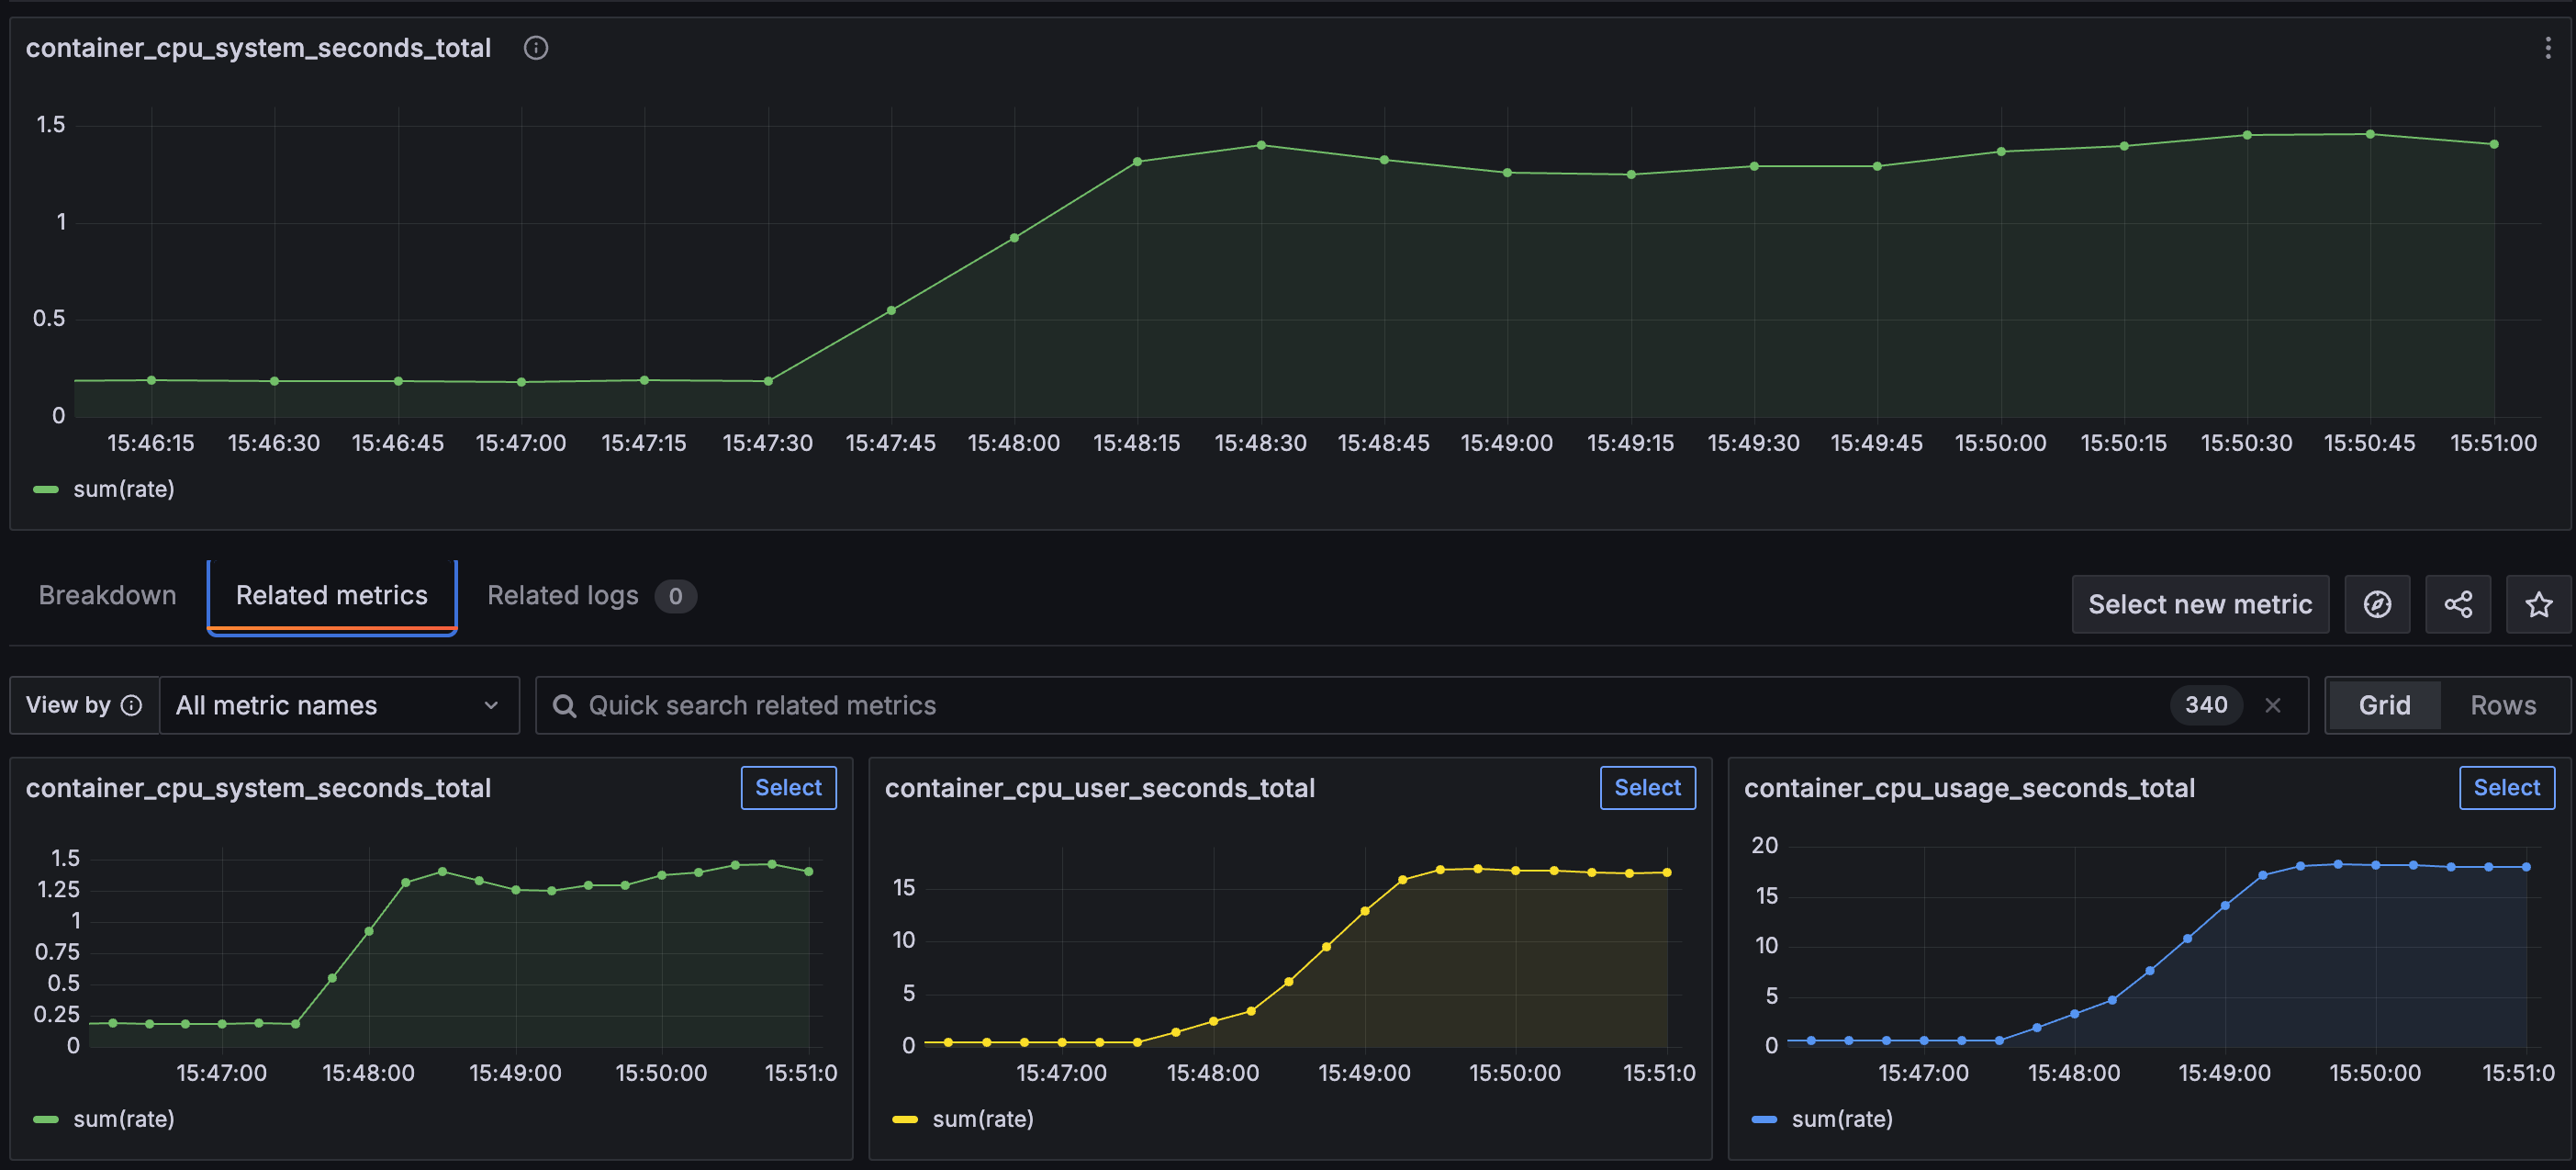 container_cpu_system_seconds_total
1.5
1
0.5
0
15:46:15 15:46:30 15:46:45 15:47:00 15:47:15 15:47:30 15:47:45 15:48:00 15:48:15 15:48:30 15:48:45 15:49:00 15:49:15 15:49:30 15:49:45 15:50:00 15:50:15 15:50:30 15:50:45 15:51:00
sum(rate)
Breakdown Related metrics Related logs 0 Select new metric
View by All metric names Quick search related metrics 340 Grid Rows
container_cpu_system_seconds_total Select
1.5
1.25
1
0.75
0.5
0.25
0
15:47:00 15:48:00 15:49:00 15:50:00 15:51:0
sum(rate)
container_cpu_user_seconds_total Select
15
10
5
0
15:47:00 15:48:00 15:49:00 15:50:00 15:51:0
sum(rate)
container_cpu_usage_seconds_total Select
20
15
10
5
0
15:47:00 15:48:00 15:49:00 15:50:00 15:51:0
sum(rate)